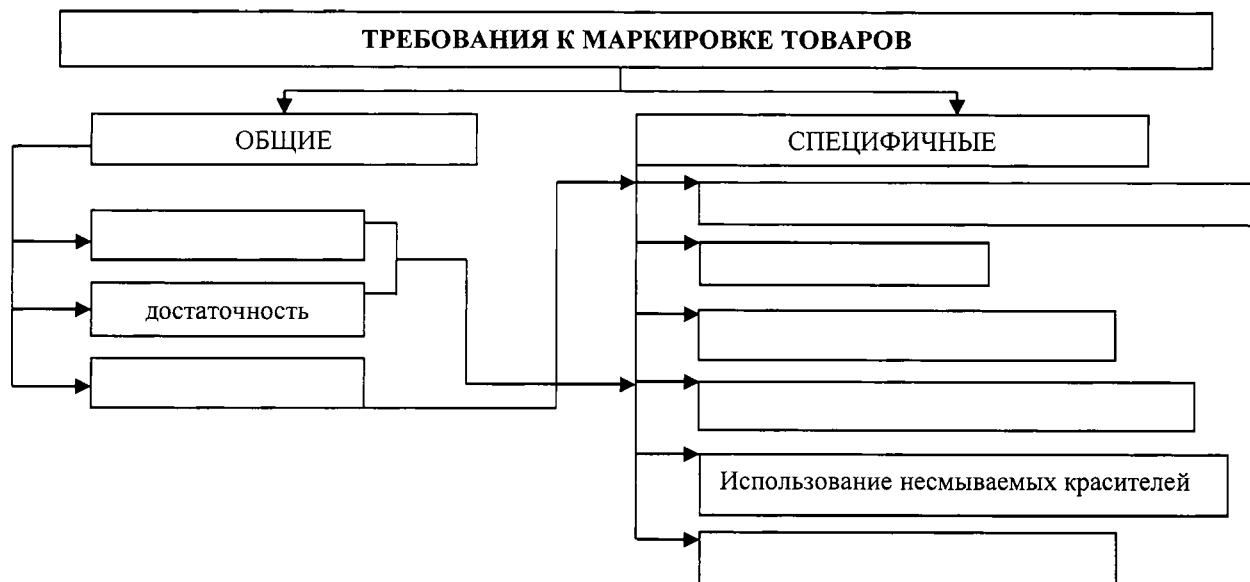 ТРЕБОВАНИЯ К МАРКИРОВКЕ ТОВАРОВ
ОБЩИЕ
СПЕЦИФИЧНЫЕ
достаточность
Использование несмываемых красителей